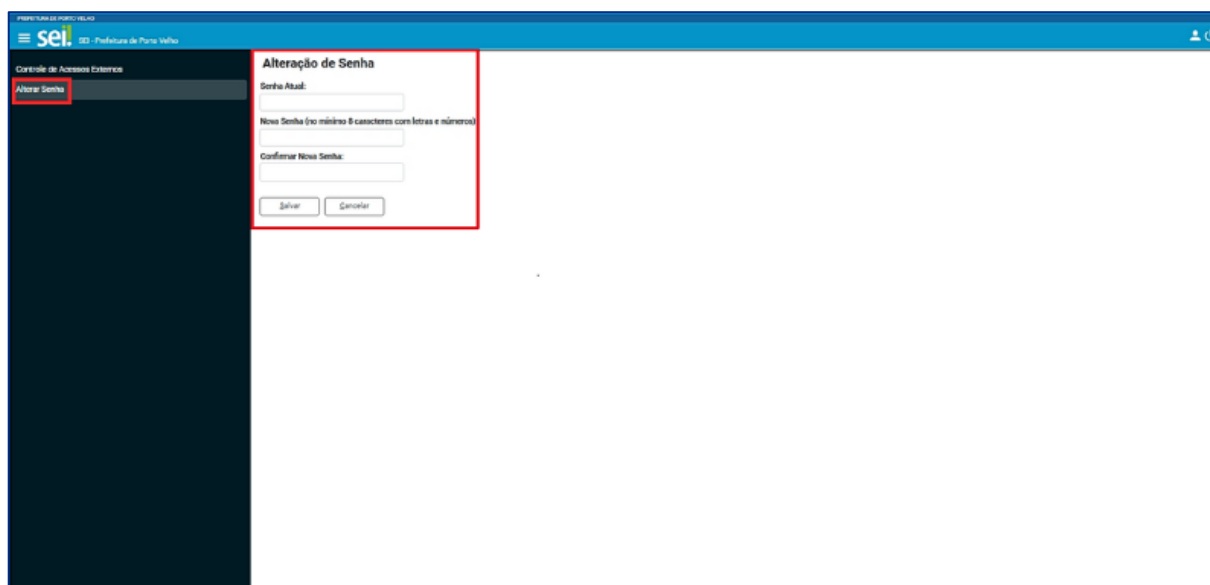 PREFEITURA DE PORTO VELHO
sei! SEI - Prefeitura de Porto Velho
Controle de Acessos Externos
Alterar Senha
Alteração de Senha
Senha Atual:
Nova Senha (no mínimo 8 caracteres com letras e números):
Confirmar Nova Senha:
Salvar Cancelar